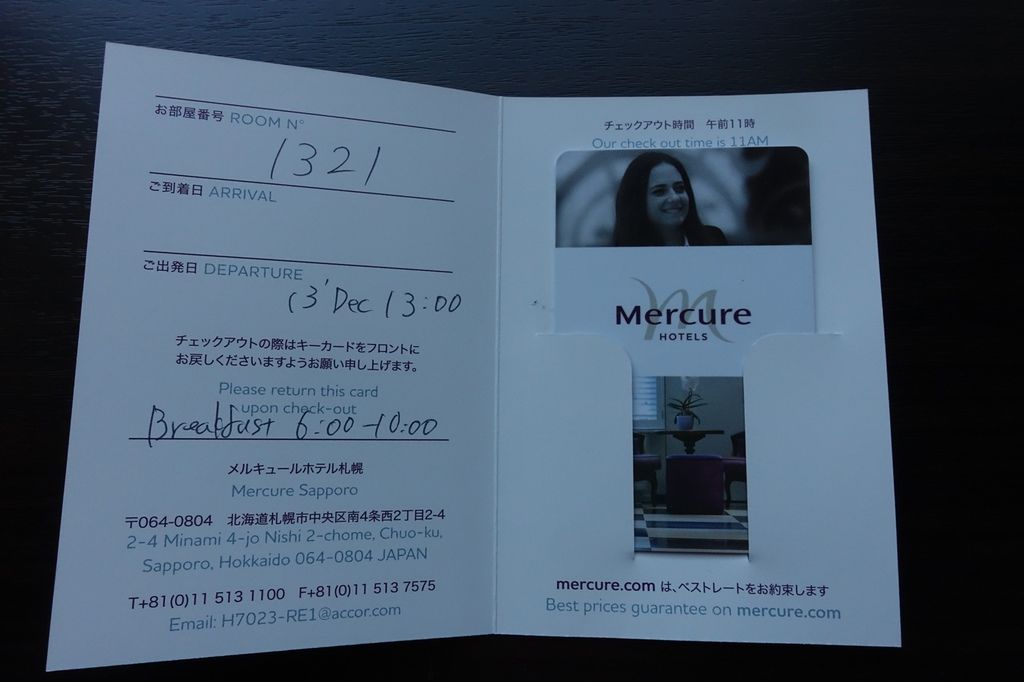 お部屋番号 ROOM N°
1321
ご到着日 ARRIVAL
ご出発日 DEPARTURE
13' Dec 13:00
チェックアウトの際はキーカードをフロントに
お戻しくださいますようお願い申し上げます。
Please return this card
upon check-out
Breakfast 6:00-10:00
メルキュールホテル札幌
Mercure Sapporo
〒064-0804 北海道札幌市中央区南4条西2丁目2-4
2-4 Minami 4-jo Nishi 2-chome, Chuo-ku,
Sapporo, Hokkaido 064-0804 JAPAN
T+81(0)11 513 1100 F+81(0)11 513 7575
Email: H7023-RE1@accor.com
チェックアウト時間 午前11時
Our check out time is 11AM
Mercure
HOTELS
mercure.com は、ベストレートをお約束します
Best prices guarantee on mercure.com